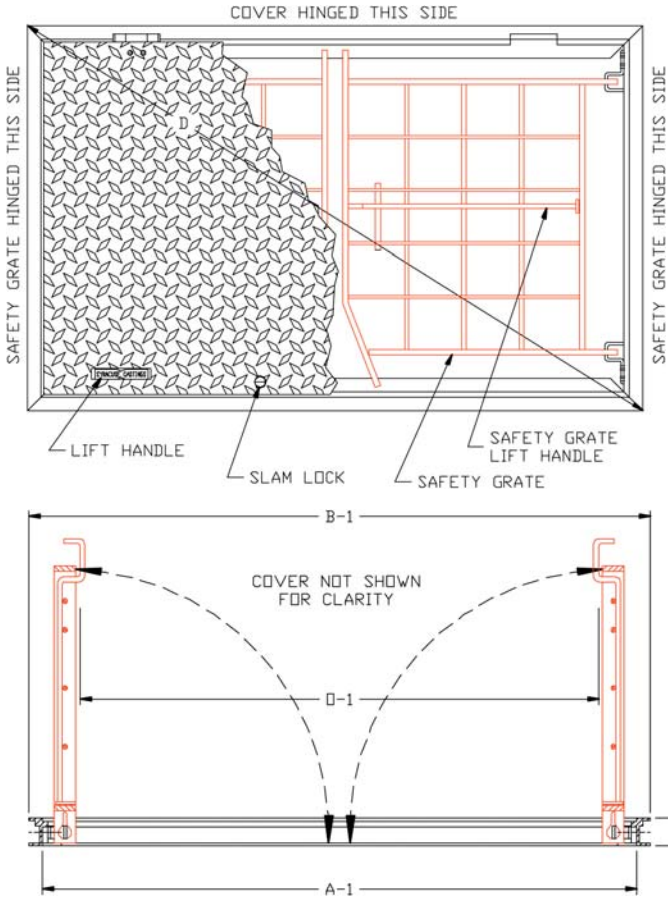 COVER HINGED THIS SIDE
SAFETY GRATE HINGED THIS SIDE
SAFETY GRATE HINGED THIS SIDE
D
LIFT HANDLE
SLAM LOCK
SAFETY GRATE
SAFETY GRATE
LIFT HANDLE
B-1
COVER NOT SHOWN
FOR CLARITY
O-1
A-1